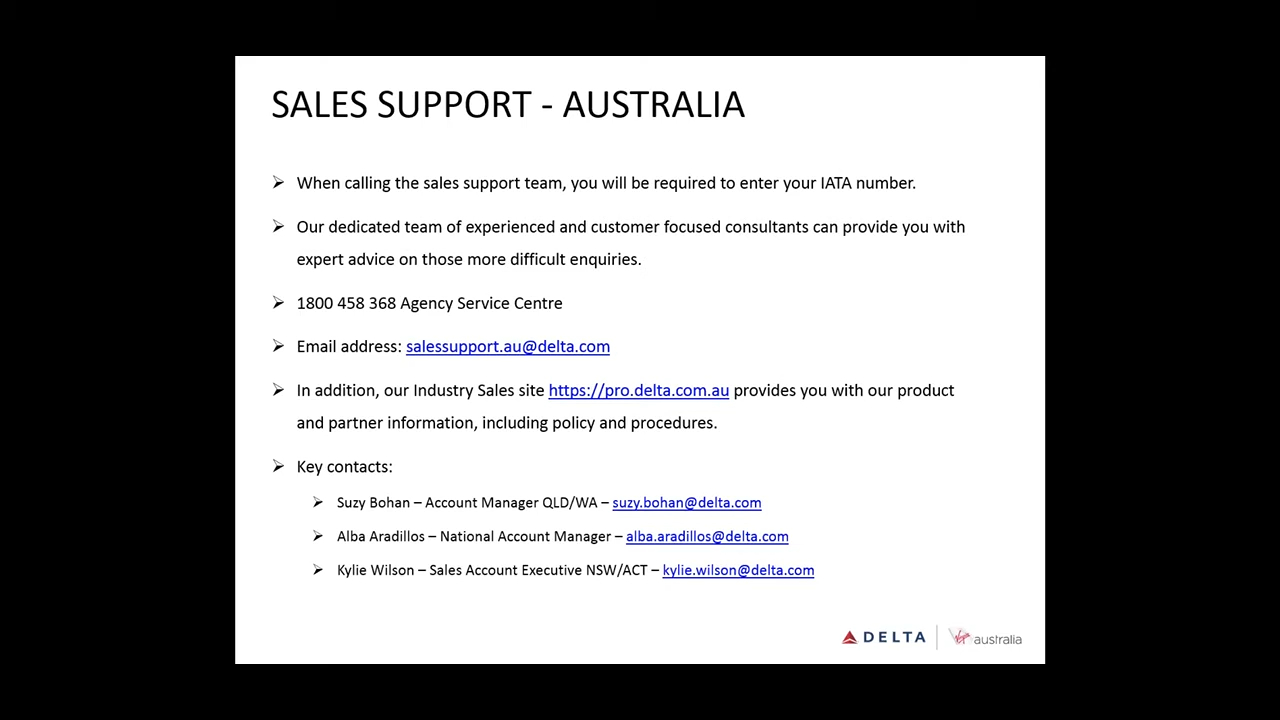 SALES SUPPORT - AUSTRALIA
➢ When calling the sales support team, you will be required to enter your IATA number.
➢ Our dedicated team of experienced and customer focused consultants can provide you with
expert advice on those more difficult enquiries.
➢ 1800 458 368 Agency Service Centre
➢ Email address: salessupport.au@delta.com
➢ In addition, our Industry Sales site https://pro.delta.com.au provides you with our product
and partner information, including policy and procedures.
➢ Key contacts:
➢ Suzy Bohan – Account Manager QLD/WA – suzy.bohan@delta.com
➢ Alba Aradillos – National Account Manager – alba.aradillos@delta.com
➢ Kylie Wilson – Sales Account Executive NSW/ACT – kylie.wilson@delta.com
DELTA Virgin australia